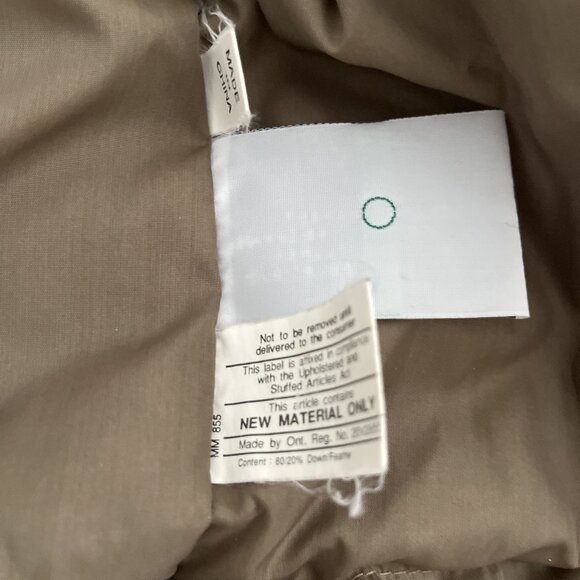 MADE
CHINA
Not to be removed until
delivered to the consumer
This label is affixed in compliance
with the Upholstered and
Stuffed Articles Act
This article contains
NEW MATERIAL ONLY
Made by Ont. Reg. No.
Content : 80/20% Down/Feather
MM 855